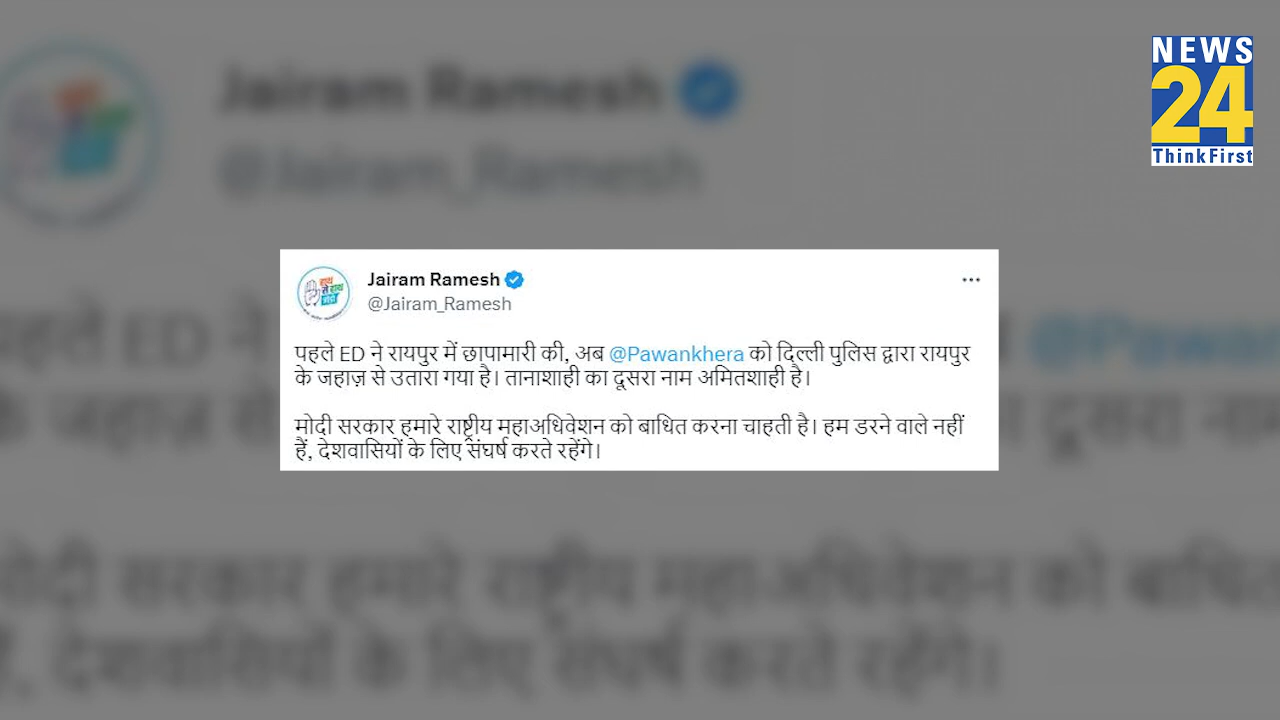 NEWS
24
ThinkFirst
Jairam Ramesh
@Jairam_Ramesh
पहले ED ने रायपुर में छापामारी की, अब @Pawankhera को दिल्ली पुलिस द्वारा रायपुर
के जहाज़ से उतारा गया है। तानाशाही का दूसरा नाम अमितशाही है।
मोदी सरकार हमारे राष्ट्रीय महाअधिवेशन को बाधित करना चाहती है। हम डरने वाले नहीं
हैं, देशवासियों के लिए संघर्ष करते रहेंगे।